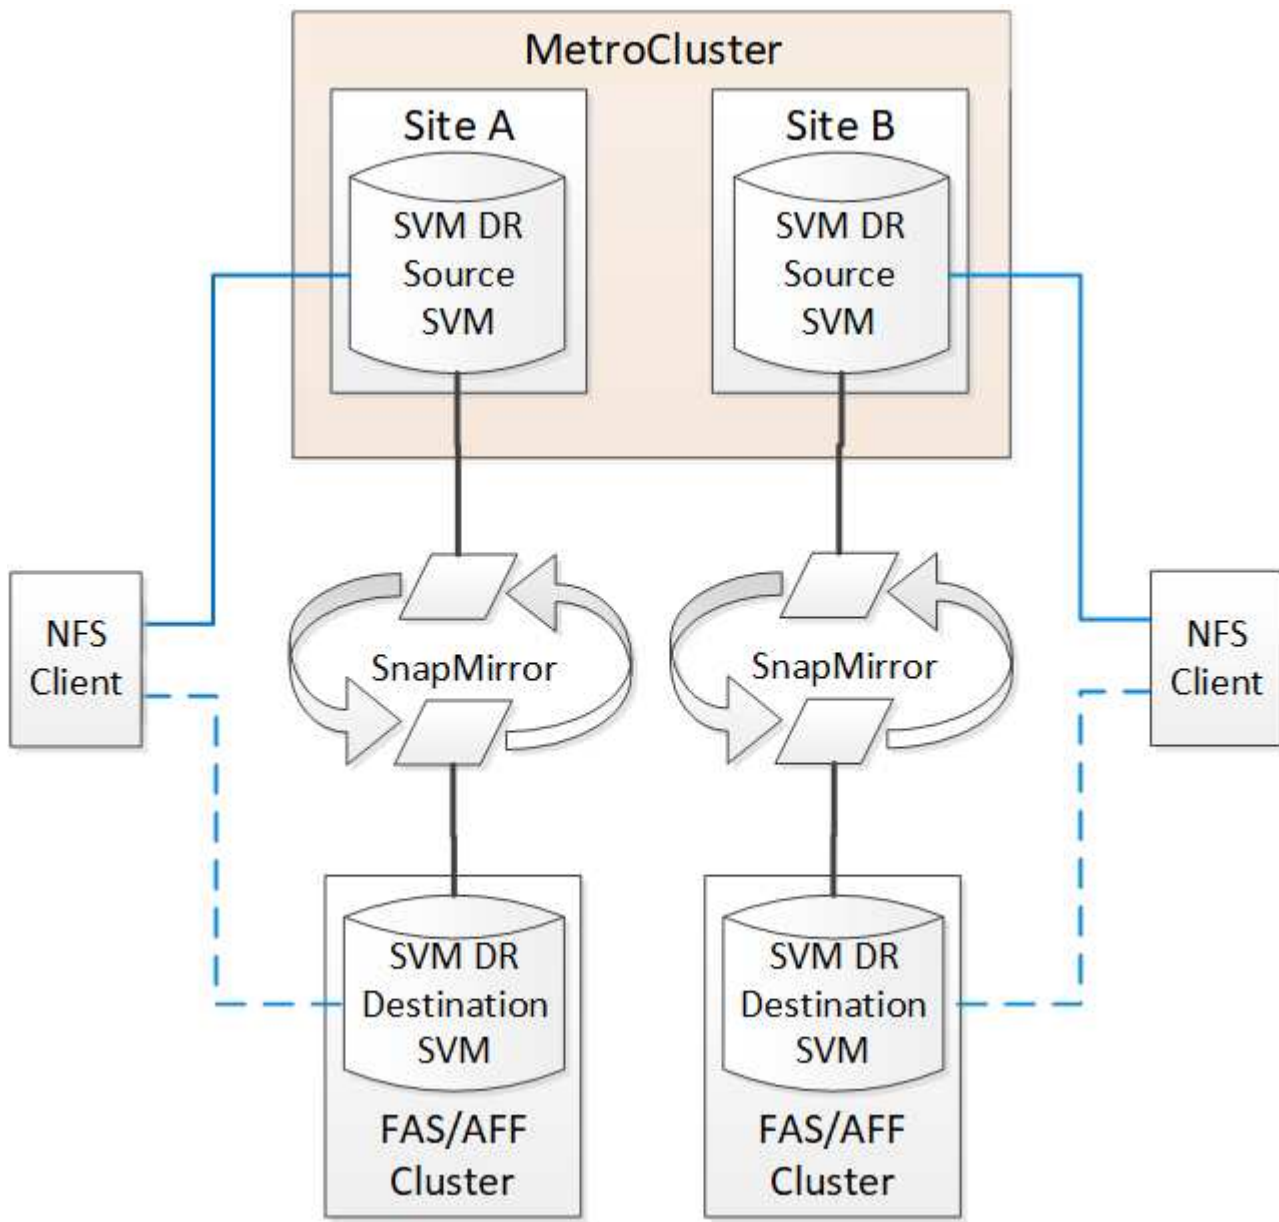 MetroCluster
Site A
SVM DR
Source
SVM
Site B
SVM DR
Source
SVM
NFS
Client
SnapMirror
SnapMirror
NFS
Client
SVM DR
Destination
SVM
FAS/AFF
Cluster
SVM DR
Destination
SVM
FAS/AFF
Cluster